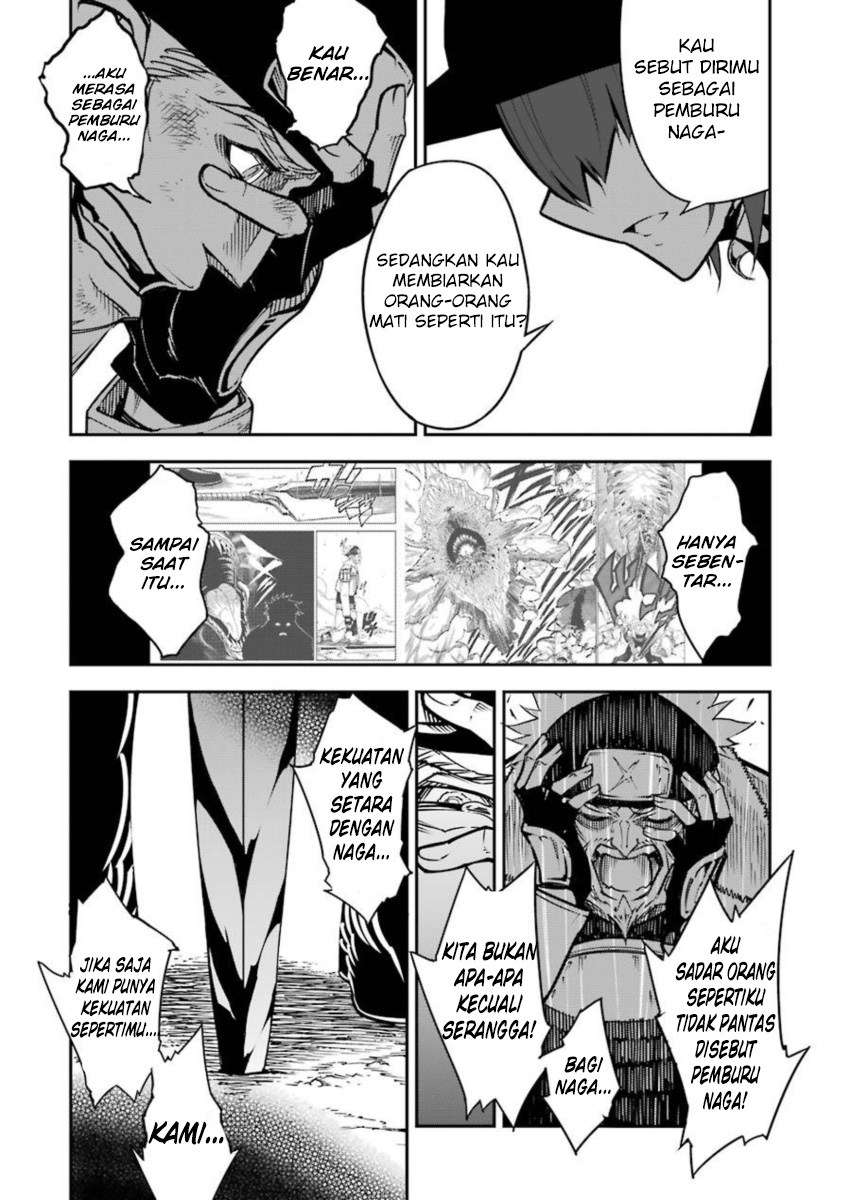 KAU
SEBUT DIRIMU
SEBAGAI
PEMBURU
NAGA-
SEDANGKAN KAU
MEMBIARKAN
ORANG-ORANG
MATI SEPERTI ITU?
KAU
BENAR...
...AKU
MERASA
SEBAGAI
PEMBURU
NAGA...
HANYA
SEBEN-
TAR...
SAMPAI
SAAT
ITU...
AKU
SADAR ORANG
SEPERTIKU
TIDAK PANTAS
DISEBUT
PEMBURU
NAGA!
BAGI
NAGA...
KITA BUKAN
APA-APA
KECUALI
SERANGGA!
KEKUATAN
YANG
SETARA
DENGAN
NAGA...
JIKA SAJA
KAMI PUNYA
KEKUATAN
SEPERTIMU...
KAMI...